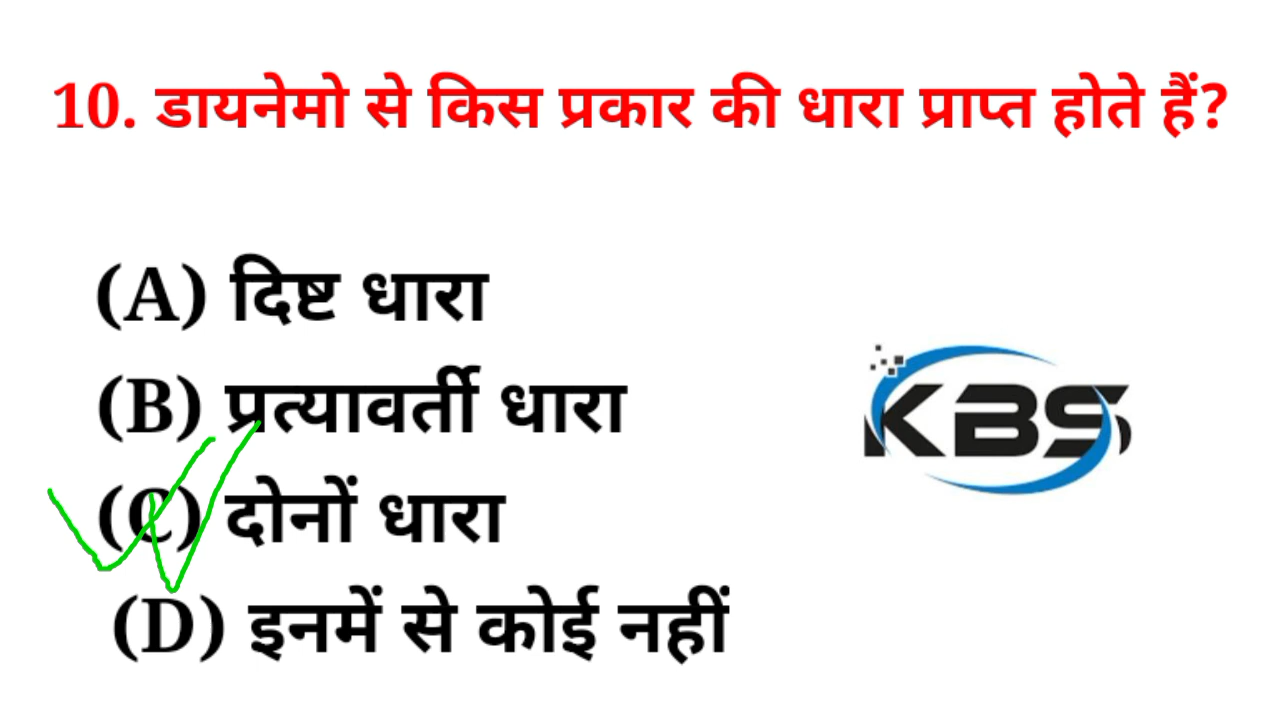 10. डायनेमो से किस प्रकार की धारा प्राप्त होते हैं?
(A) दिष्ट धारा
(B) प्रत्यावर्ती धारा
(C) दोनों धारा
(D) इनमें से कोई नहीं
KBS